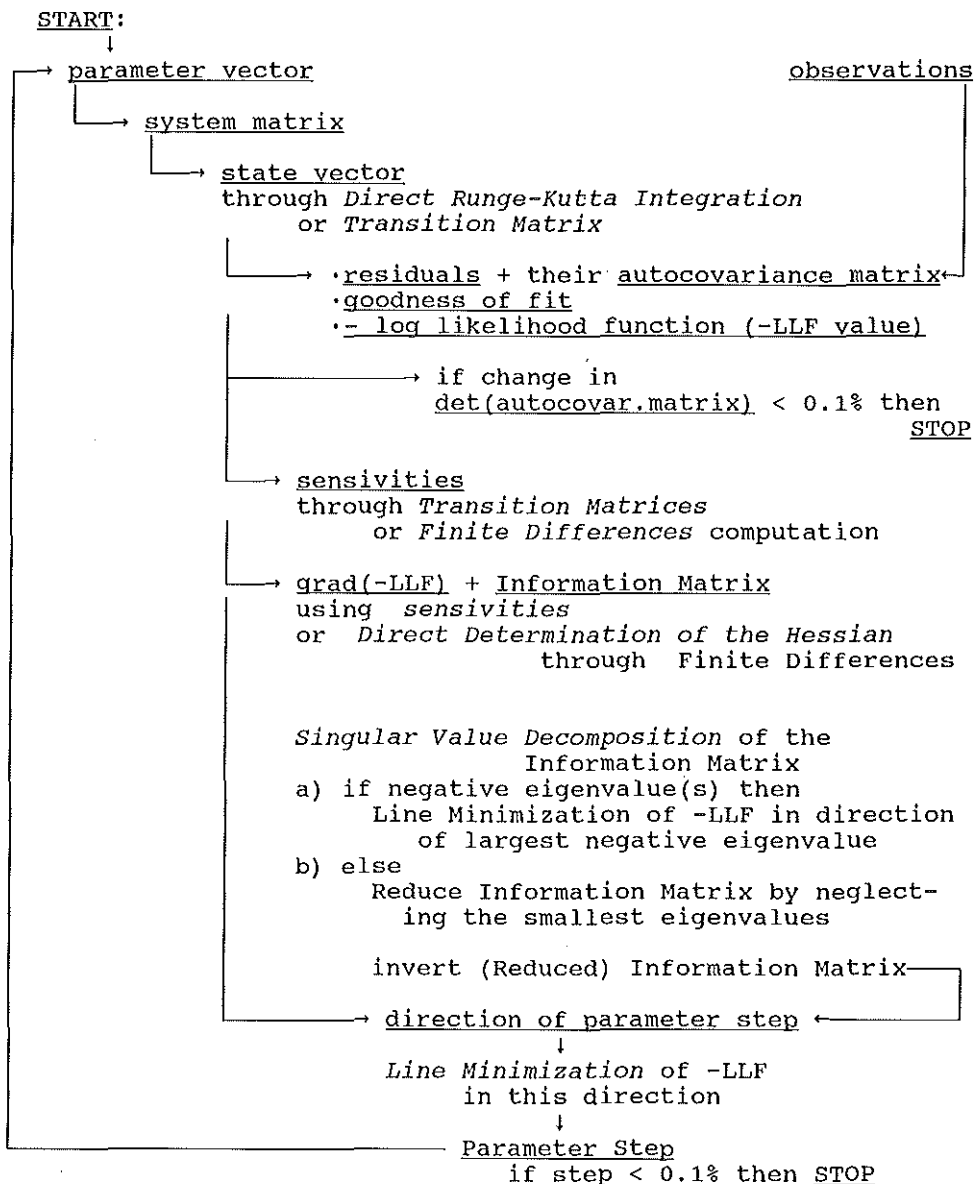 START:
parameter vector
observations
system matrix
state vector
through Direct Runge-Kutta Integration
or Transition Matrix
·residuals + their autocovariance matrix
·goodness of fit
·- log likelihood function (-LLF value)
if change in
det(autocovar.matrix) < 0.1% then
STOP
sensivities
through Transition Matrices
or Finite Differences computation
grad(-LLF) + Information Matrix
using sensivities
or Direct Determination of the Hessian
through Finite Differences
Singular Value Decomposition of the
Information Matrix
a) if negative eigenvalue(s) then
Line Minimization of -LLF in direction
of largest negative eigenvalue
b) else
Reduce Information Matrix by neglect-
ing the smallest eigenvalues
invert (Reduced) Information Matrix
direction of parameter step
Line Minimization of -LLF
in this direction
Parameter Step
if step < 0.1% then STOP